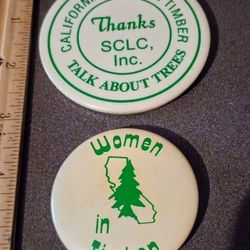 CALIFORNIA
TIMBER
Thanks
SCLC,
Inc.
TALK ABOUT TREES
Women
in